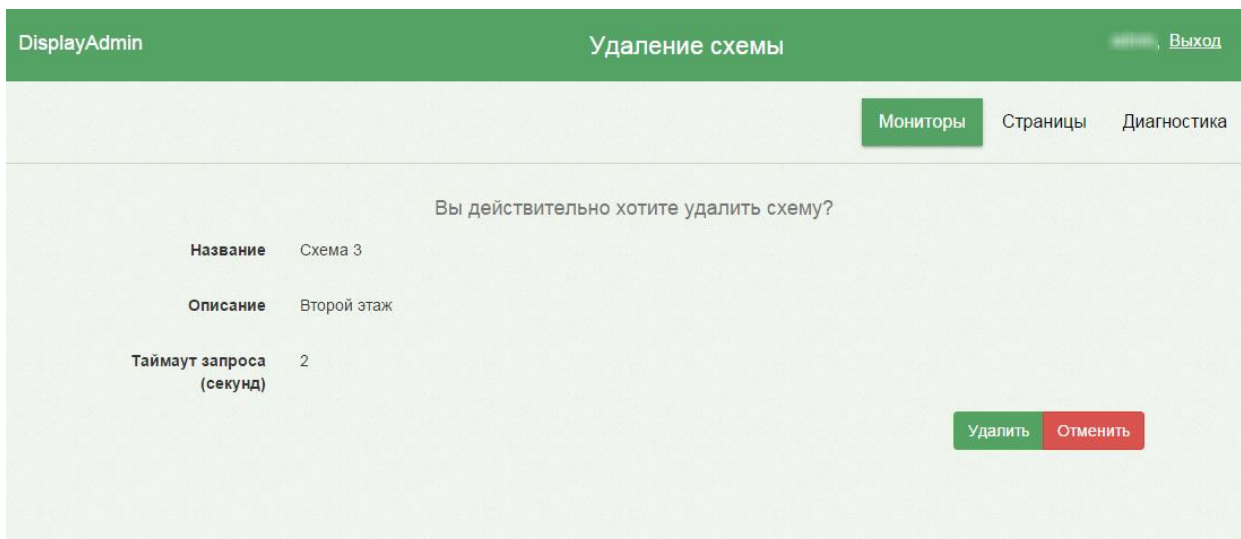 DisplayAdmin
Удаление схемы
, Выход
Мониторы
Страницы
Диагностика
Вы действительно хотите удалить схему?
Название
Схема 3
Описание
Второй этаж
Таймаут запроса
(секунд)
2
Удалить
Отменить